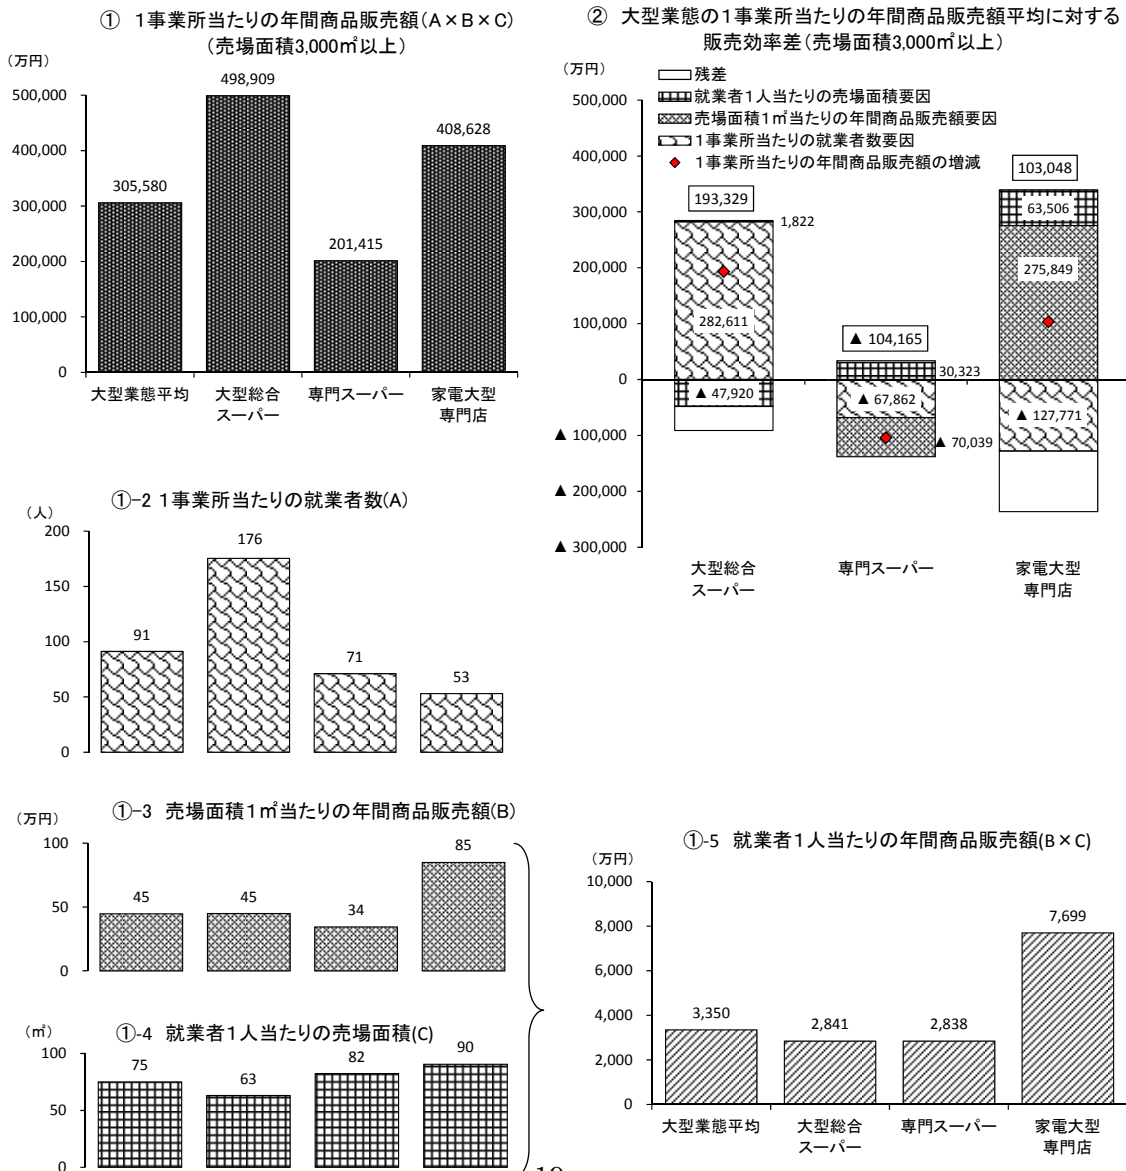 ① 1事業所当たりの年間商品販売額(A×B×C)
(売場面積3,000㎡以上)
(万円)
500,000
400,000
300,000
200,000
100,000
0
305,580
498,909
201,415
408,628
大型業態平均
大型総合
スーパー
専門スーパー
家電大型
専門店
② 大型業態の1事業所当たりの年間商品販売額平均に対する
販売効率差(売場面積3,000㎡以上)
(万円)
残差
就業者1人当たりの売場面積要因
売場面積1㎡当たりの年間商品販売額要因
1事業所当たりの就業者数要因
1事業所当たりの年間商品販売額の増減
500,000
400,000
300,000
200,000
100,000
0
▲ 100,000
▲ 200,000
▲ 300,000
193,329
1,822
282,611
▲ 47,920
▲ 104,165
30,323
▲ 67,862
▲ 70,039
103,048
63,506
275,849
▲ 127,771
大型総合
スーパー
専門スーパー
家電大型
専門店
①-2 1事業所当たりの就業者数(A)
(人)
200
150
100
50
0
91
176
71
53
①-3 売場面積1㎡当たりの年間商品販売額(B)
(万円)
100
50
0
45
45
34
85
①-4 就業者1人当たりの売場面積(C)
(㎡)
100
50
0
75
63
82
90
①-5 就業者1人当たりの年間商品販売額(B×C)
(万円)
10,000
8,000
6,000
4,000
2,000
0
3,350
2,841
2,838
7,699
大型業態平均
大型総合
スーパー
専門スーパー
家電大型
専門店